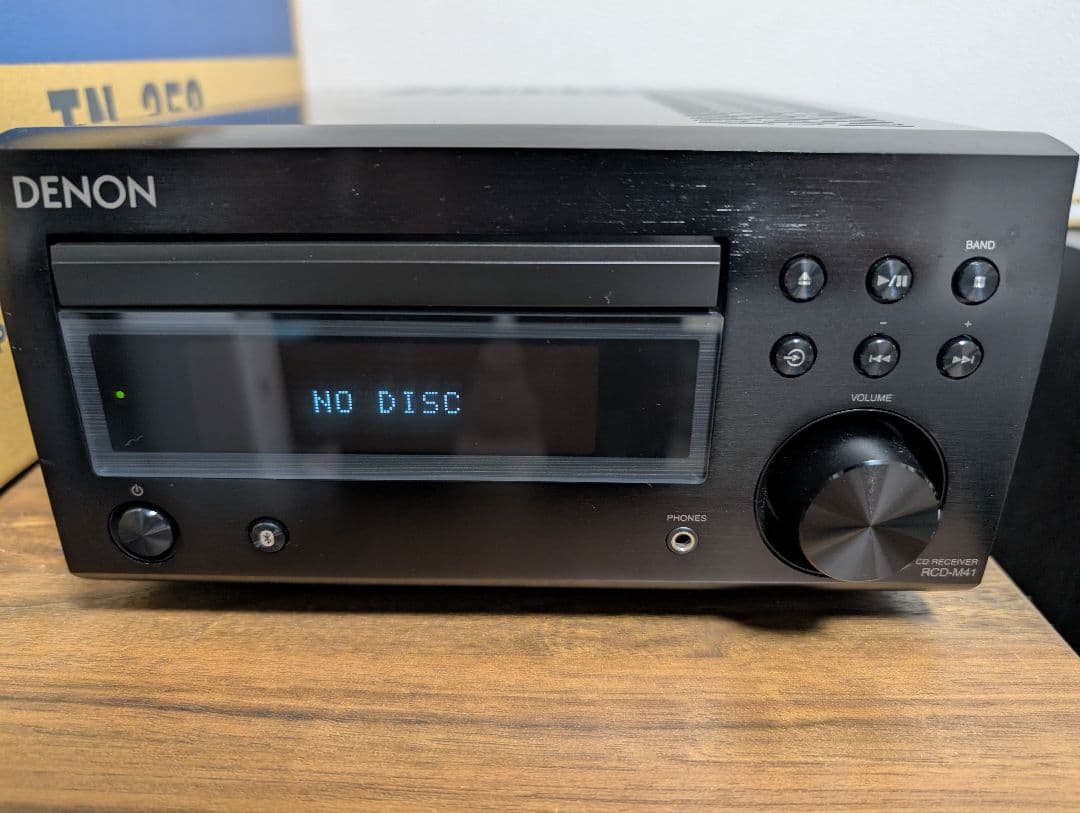 DENON
BAND
- +
NO DISC
VOLUME
PHONES
CD RECEIVER
RCD-M41